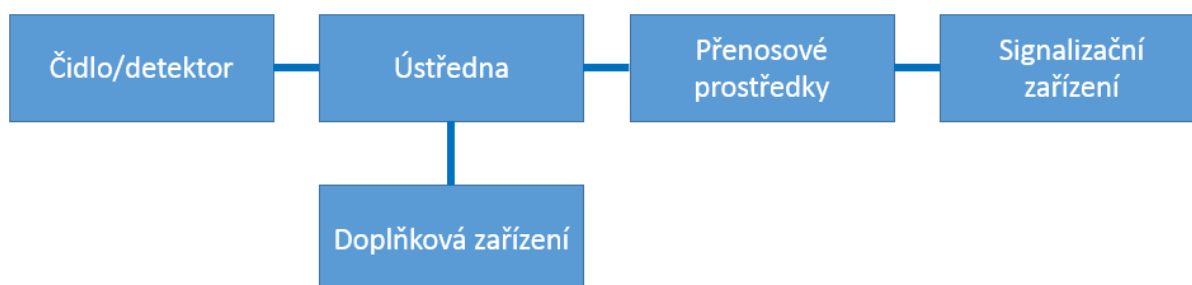 Čidlo/detektor
Ústředna
Přenosové
prostředky
Signalizační
zařízení
Doplňková zařízení